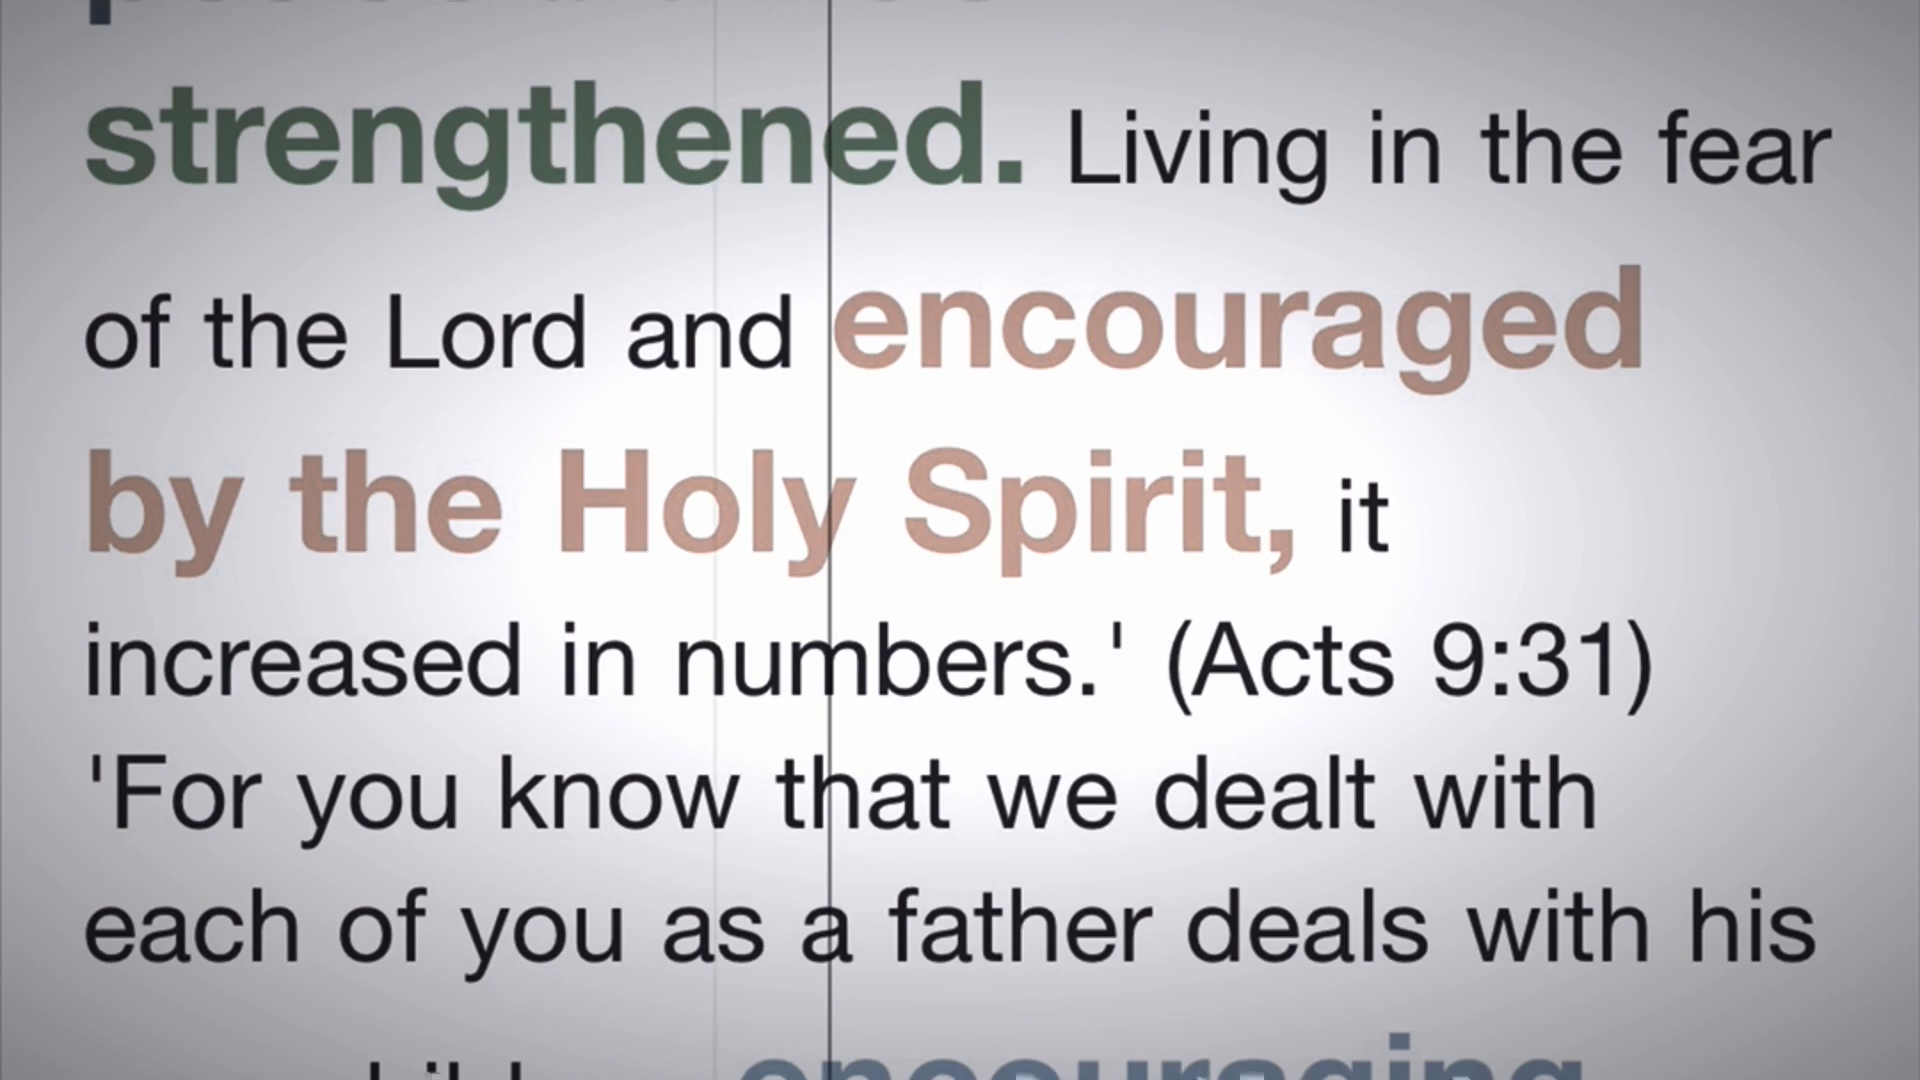 strengthened. Living in the fear
of the Lord and encouraged
by the Holy Spirit, it
increased in numbers.' (Acts 9:31)
'For you know that we dealt with
each of you as a father deals with his
encouraging